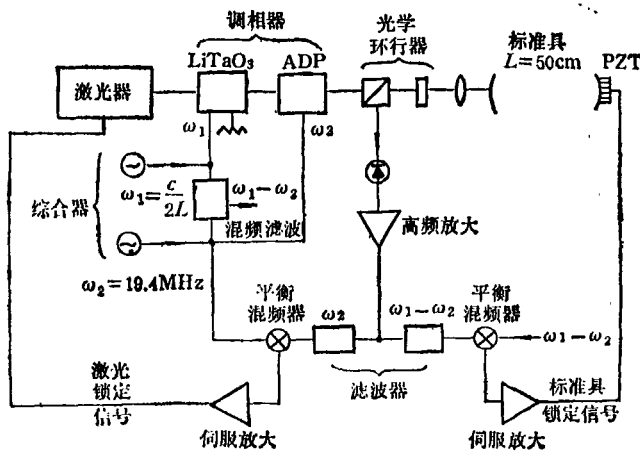 调相器
光学
环行器
标准具
L=50cm
PZT
LiTaO₃
ADP
激光器
ω₁
ω₂
综合器
ω₁=c/2L
ω₁-ω₂
混频滤波
高频放大
ω₂=19.4MHz
平衡
混频器
ω₂
ω₁-ω₂
平衡
混频器
ω₁-ω₂
滤波器
激光
锁定
信号
伺服放大
标准具
锁定信号
伺服放大